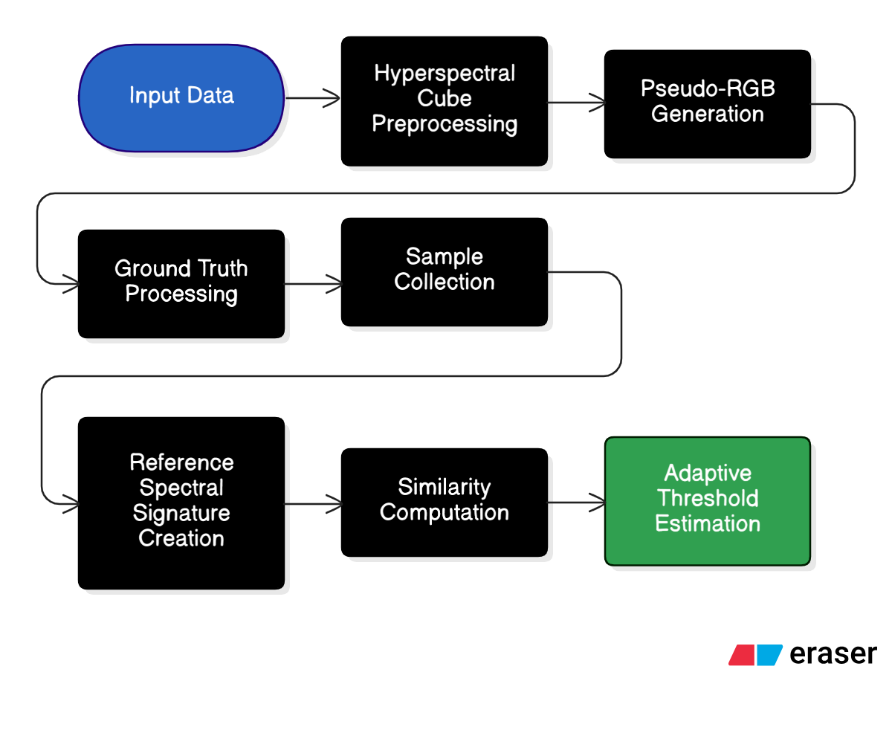 Input Data
Hyperspectral
Cube
Preprocessing
Pseudo-RGB
Generation
Ground Truth
Processing
Sample
Collection
Reference
Spectral
Signature
Creation
Similarity
Computation
Adaptive
Threshold
Estimation
eraser